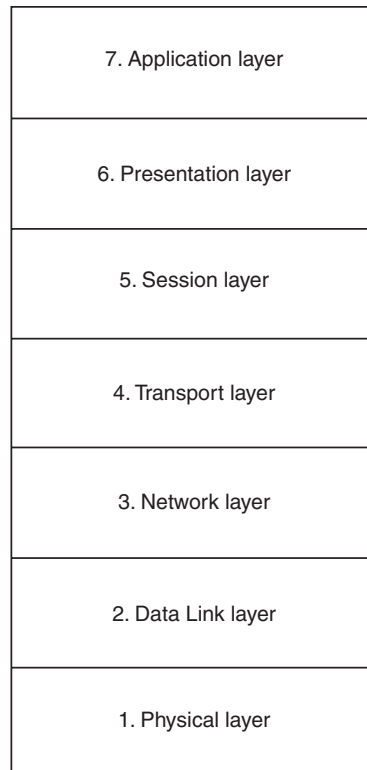 7. Application layer
6. Presentation layer
5. Session layer
4. Transport layer
3. Network layer
2. Data Link layer
1. Physical layer